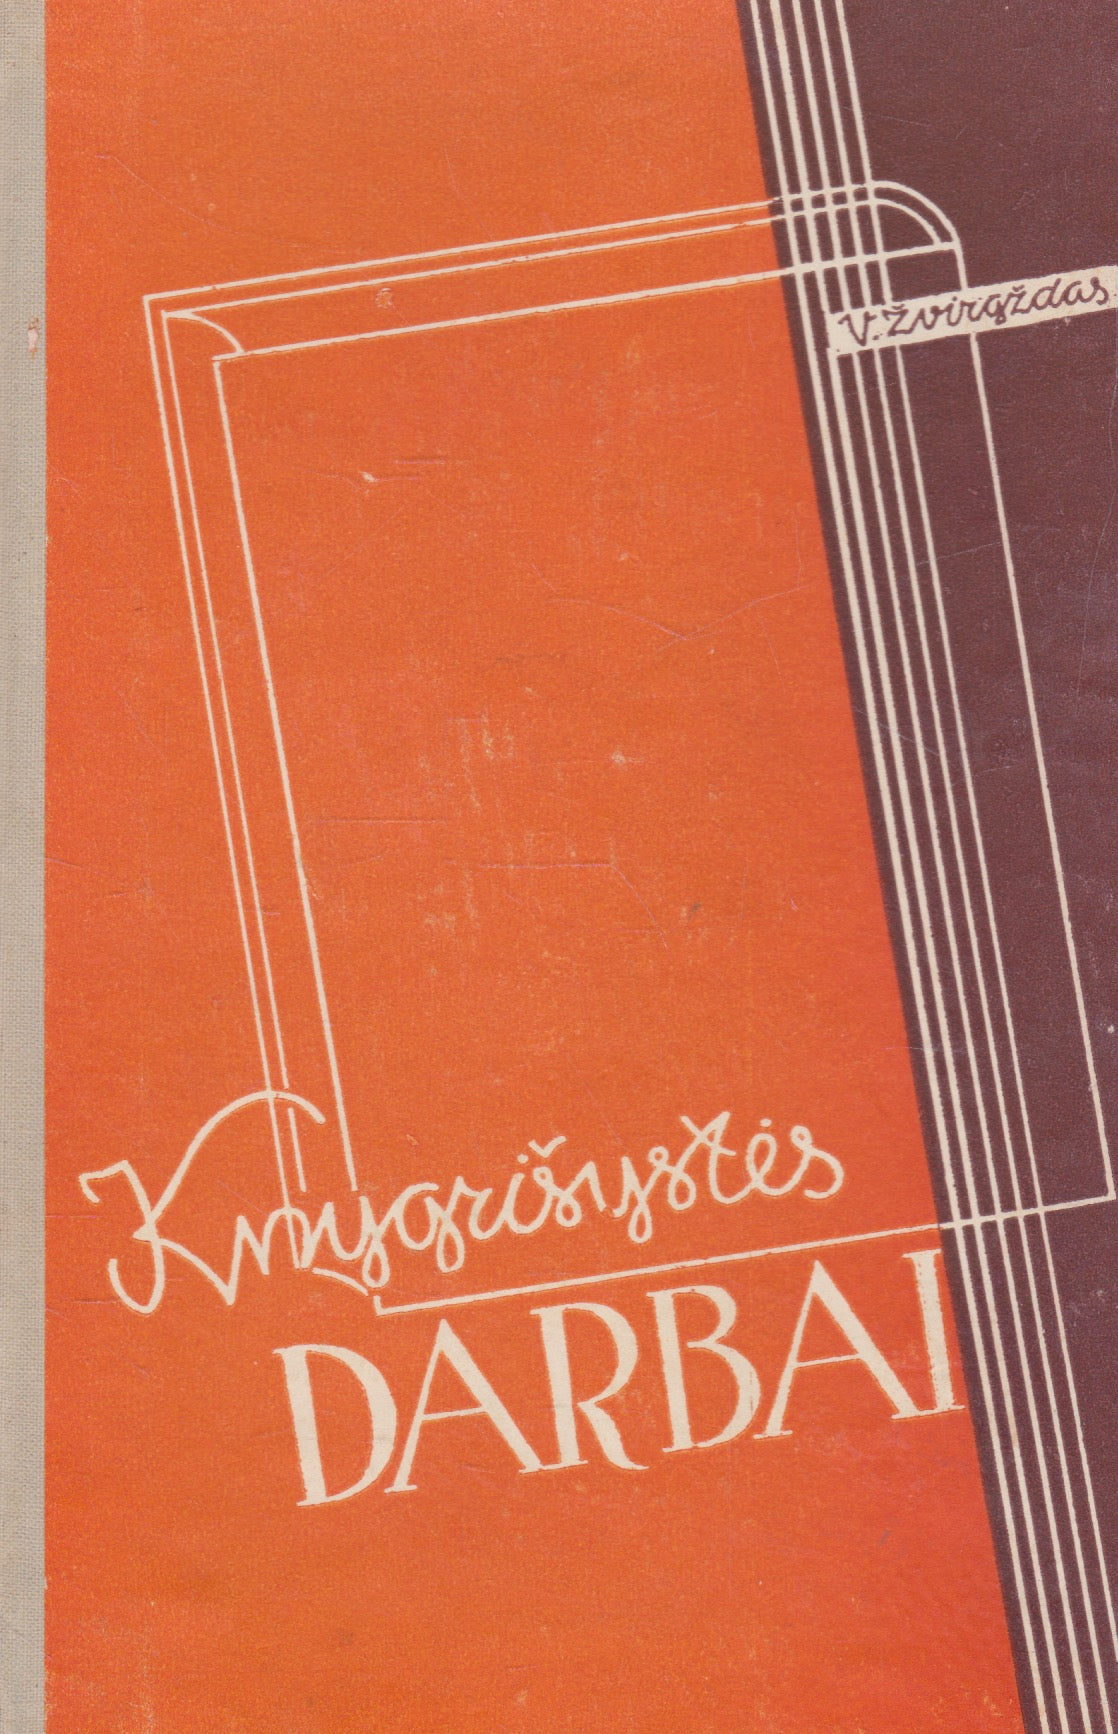 V. Žvirgždas
Knygrišystės
DARBAI